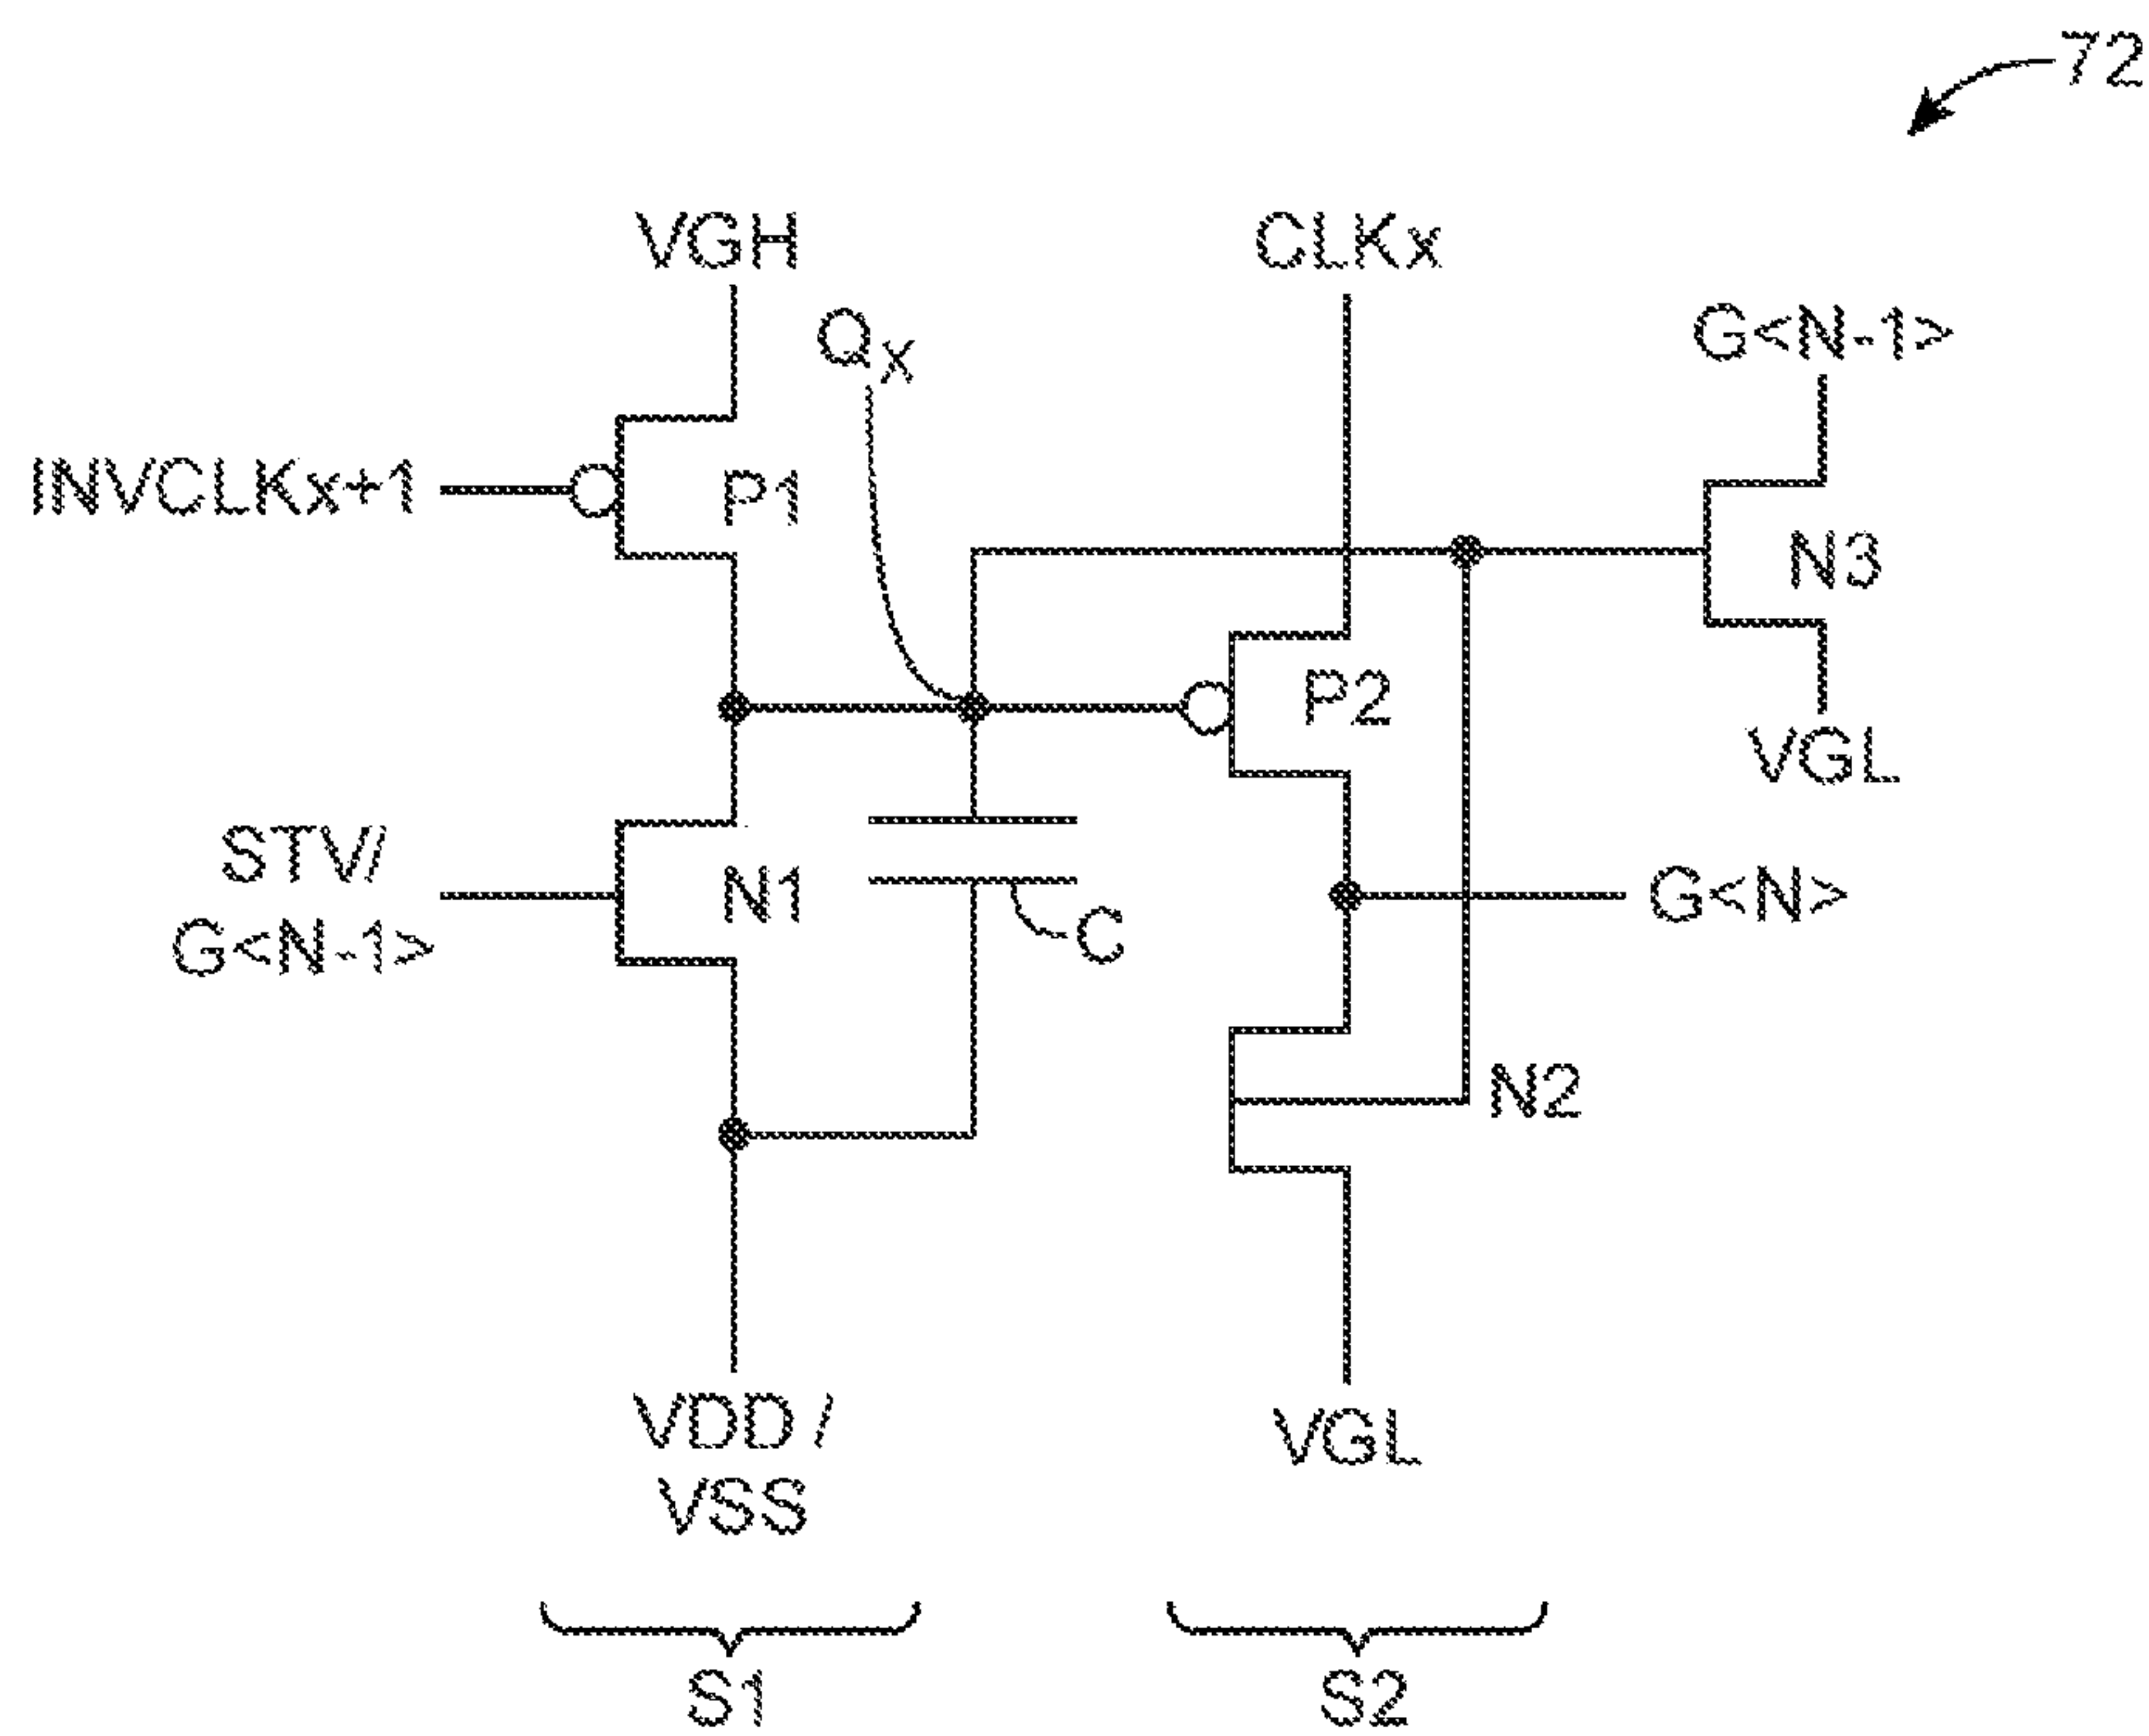 72
VGH
CLKx
QX
G<N-1>
INVCLKx+1
P1
N3
P2
VGL
STV/
G<N-1>
N1
C
G<N>
N2
VDD /
VSS
VGL
S1
S2